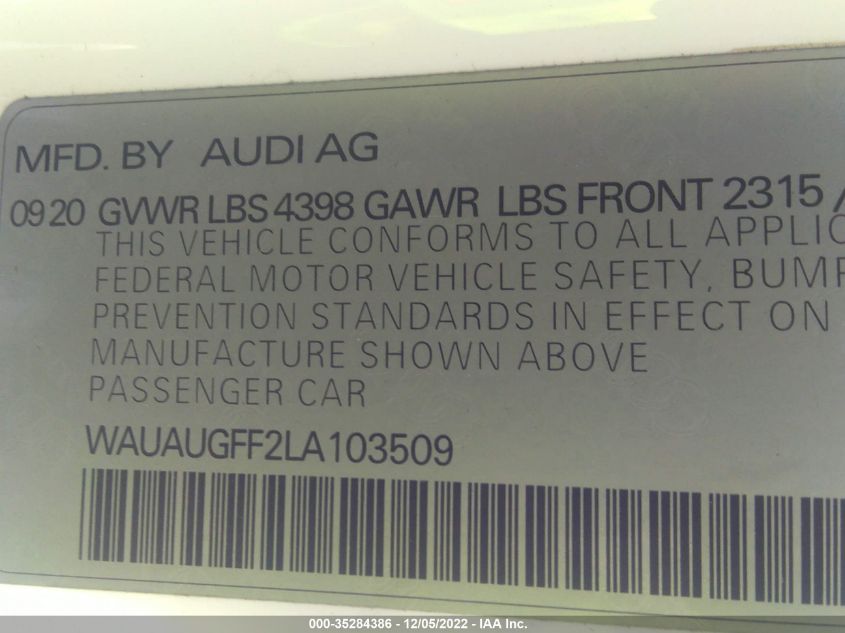 MFD. BY AUDI AG
09 20 GVWR LBS 4398 GAWR LBS FRONT 2315
THIS VEHICLE CONFORMS TO ALL
FEDERAL MOTOR VEHICLE SAFETY,
PREVENTION STANDARDS IN EFFECT ON
MANUFACTURE SHOWN ABOVE
PASSENGER CAR
WAUAUGFF2LA103509
000-35284386 - 12/05/2022 - IAA Inc.